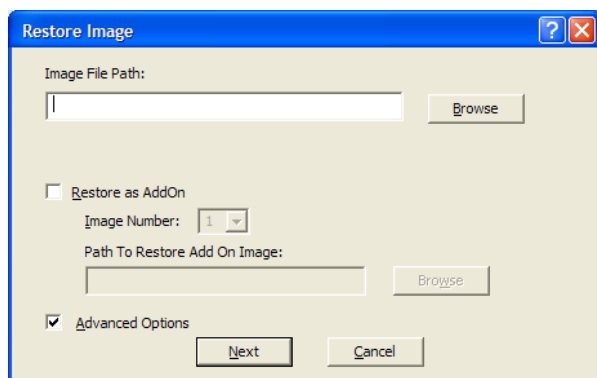 Restore Image
Image File Path:
Browse
Restore as AddOn
Image Number: 1
Path To Restore Add On Image:
Browse
Advanced Options
Next Cancel